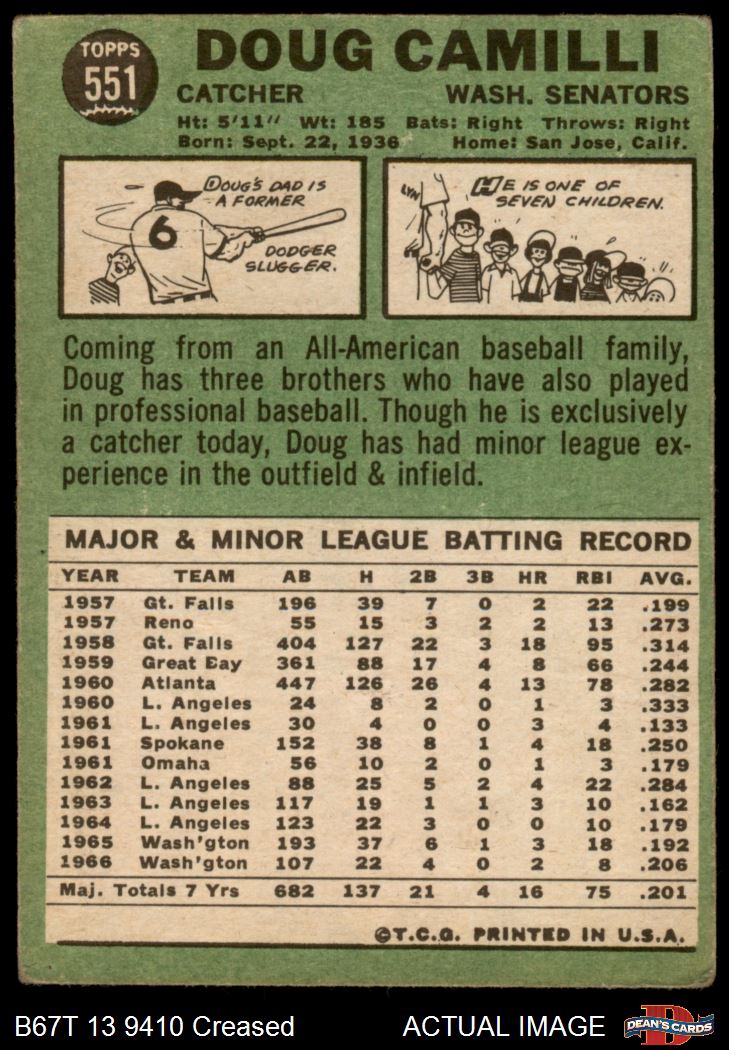 TOPPS
551
DOUG CAMILLI
CATCHER WASH. SENATORS
Ht: 5'11" Wt: 185 Bats: Right Throws: Right
Born: Sept. 22, 1936 Home: San Jose, Calif.
DOUG'S DAD IS
A FORMER
DODGER
SLUGGER.
6
LYN
HE IS ONE OF
SEVEN CHILDREN.
Coming from an All-American baseball family,
Doug has three brothers who have also played
in professional baseball. Though he is exclusively
a catcher today, Doug has had minor league ex-
perience in the outfield & infield.
MAJOR & MINOR LEAGUE BATTING RECORD
YEAR TEAM AB H 2B 3B HR RBI AVG.
1957 Gt. Falls 196 39 7 0 2 22 .199
1957 Reno 55 15 3 2 2 13 .273
1958 Gt. Falls 404 127 22 3 18 95 .314
1959 Great Bay 361 88 17 4 8 66 .244
1960 Atlanta 447 126 26 4 13 78 .282
1960 L. Angeles 24 8 2 0 1 3 .333
1961 L. Angeles 30 4 0 0 3 4 .133
1961 Spokane 152 38 8 1 4 18 .250
1961 Omaha 56 10 2 0 1 3 .179
1962 L. Angeles 88 25 5 2 4 22 .284
1963 L. Angeles 117 19 1 1 3 10 .162
1964 L. Angeles 123 22 3 0 0 10 .179
1965 Wash'gton 193 37 6 1 3 18 .192
1966 Wash'gton 107 22 4 0 2 8 .206
Maj. Totals 7 Yrs 682 137 21 4 16 75 .201
©T.C.G. PRINTED IN U.S.A.
B67T 13 9410 Creased ACTUAL IMAGE
DEAN'S CARDS